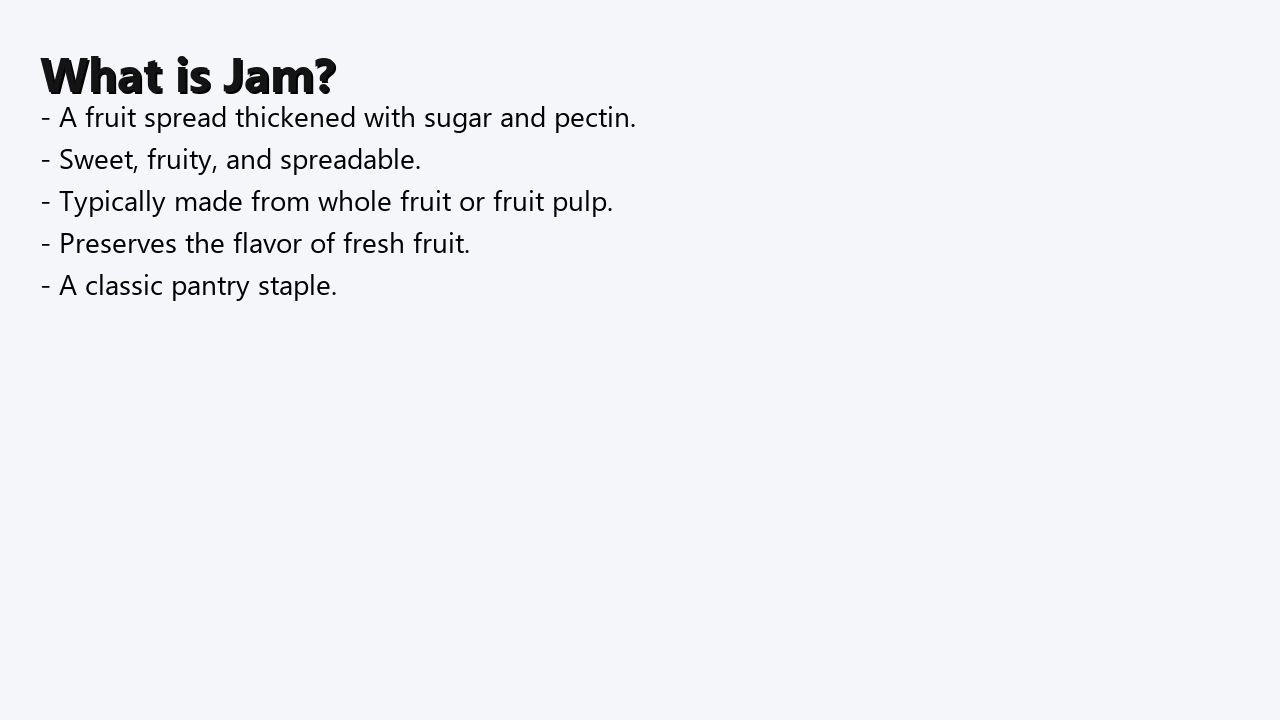 What is Jam?
- A fruit spread thickened with sugar and pectin.
- Sweet, fruity, and spreadable.
- Typically made from whole fruit or fruit pulp.
- Preserves the flavor of fresh fruit.
- A classic pantry staple.